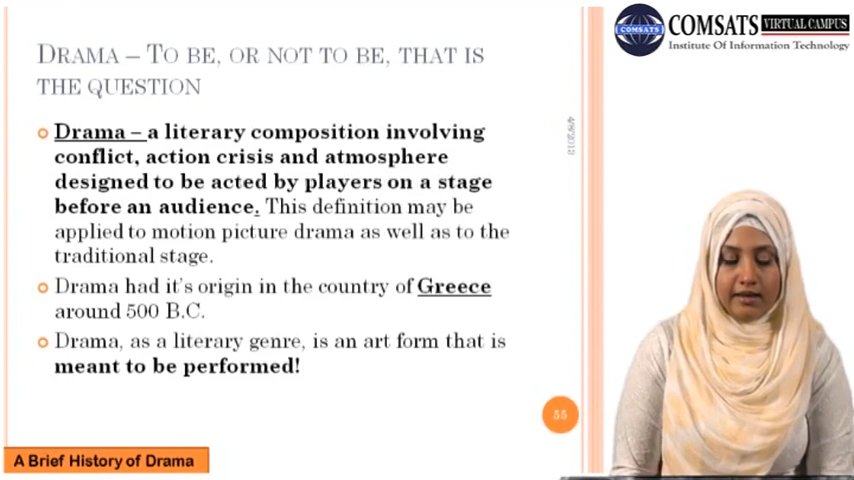 DRAMA – TO BE, OR NOT TO BE, THAT IS
THE QUESTION
Drama – a literary composition involving
conflict, action crisis and atmosphere
designed to be acted by players on a stage
before an audience. This definition may be
applied to motion picture drama as well as to the
traditional stage.
Drama had it's origin in the country of Greece
around 500 B.C.
Drama, as a literary genre, is an art form that is
meant to be performed!
55
A Brief History of Drama
COMSATS
COMSATS VIRTUAL CAMPUS
Institute Of Information Technology